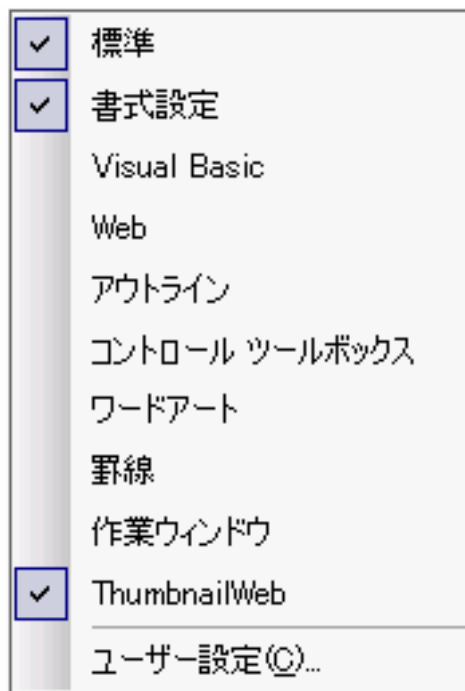 標準
書式設定
Visual Basic
Web
アウトライン
コントロール ツールボックス
ワードアート
罫線
作業ウィンドウ
ThumbnailWeb
ユーザー設定(C)...